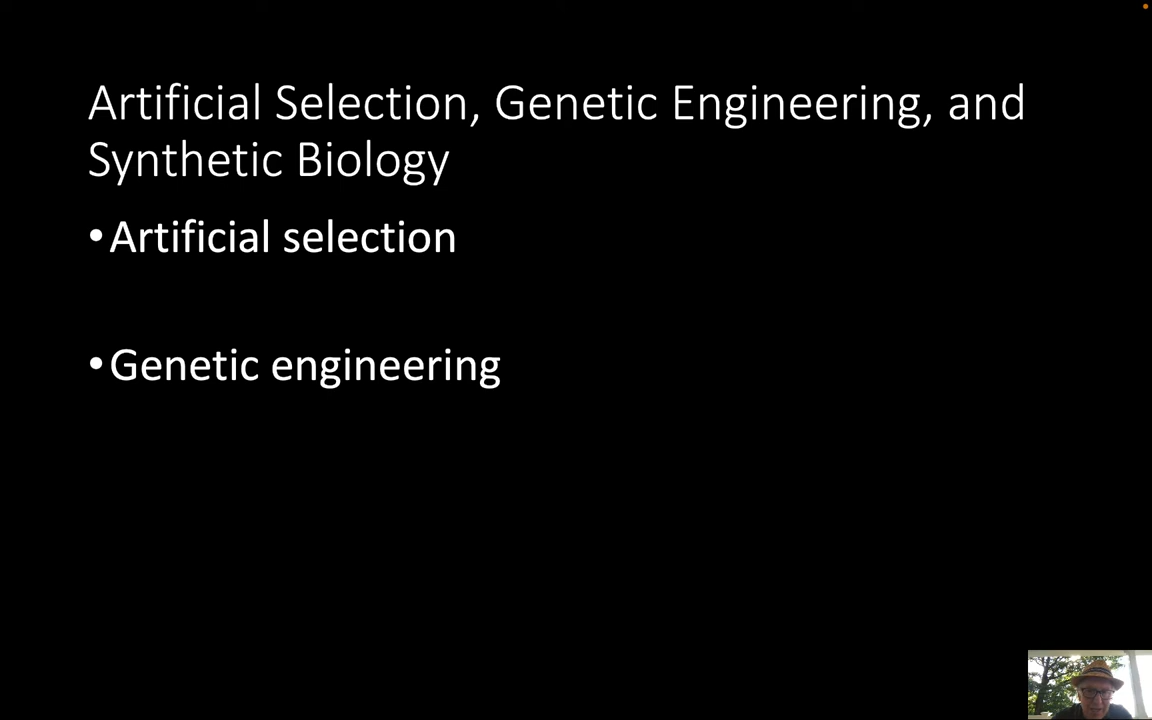 Artificial Selection, Genetic Engineering, and
Synthetic Biology
•Artificial selection
•Genetic engineering